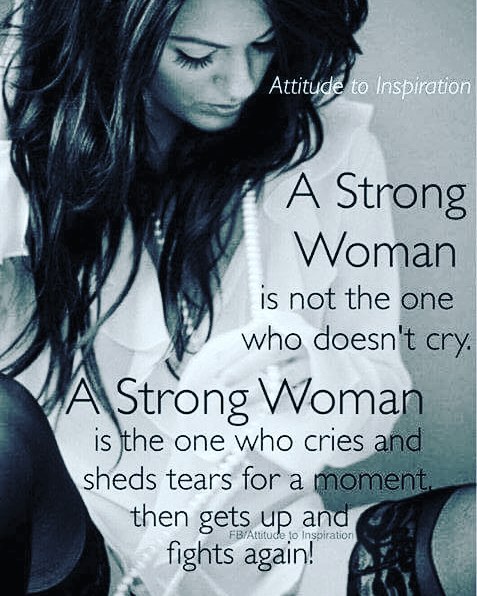 Attitude to Inspiration
A Strong
Woman
is not the one
who doesn't cry.
A Strong Woman
is the one who cries and
sheds tears for a moment,
then gets up and
FB/Attitude to Inspiration
fights again!